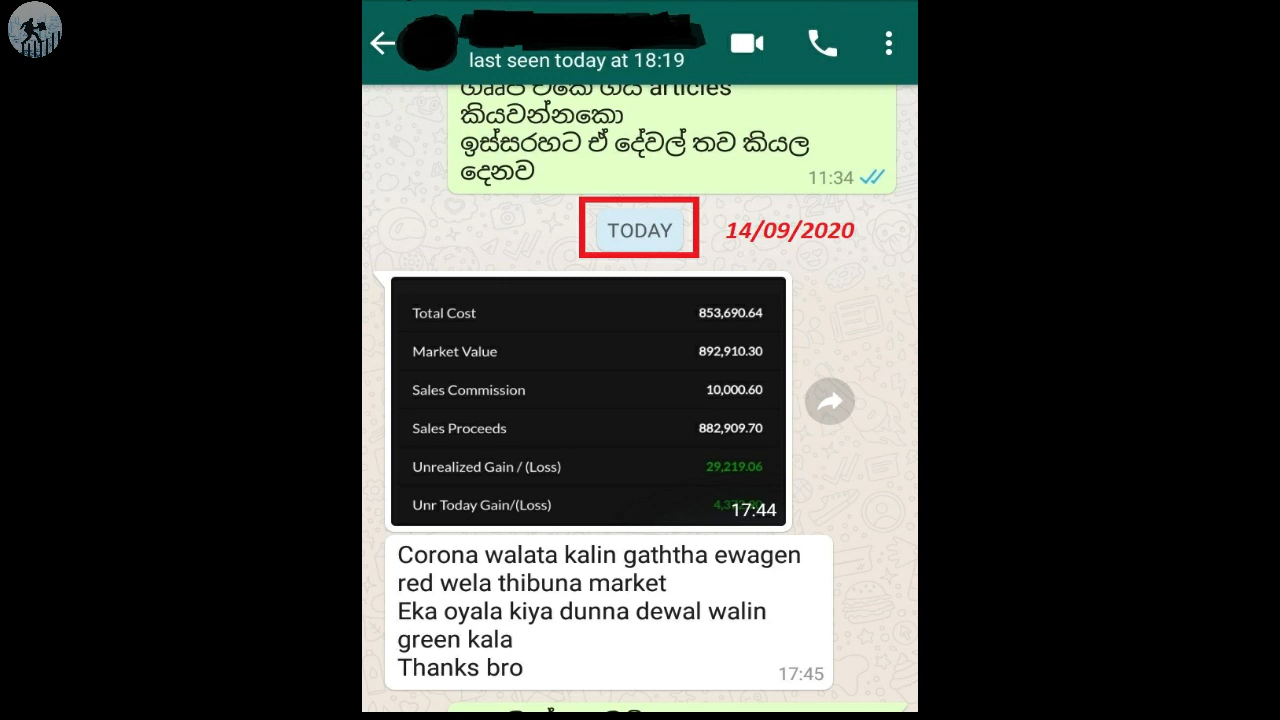 last seen today at 18:19
articles
කියවන්නකො
ඉස්සරහට ඒ දේවල් තව කියල
දෙනව
11:34
TODAY
14/09/2020
Total Cost 853,690.64
Market Value 892,910.30
Sales Commission 10,000.60
Sales Proceeds 882,909.70
Unrealized Gain / (Loss) 29,219.06
Unr Today Gain/(Loss)
17:44
Corona walata kalin gaththa ewagen
red wela thibuna market
Eka oyala kiya dunna dewal walin
green kala
Thanks bro
17:45